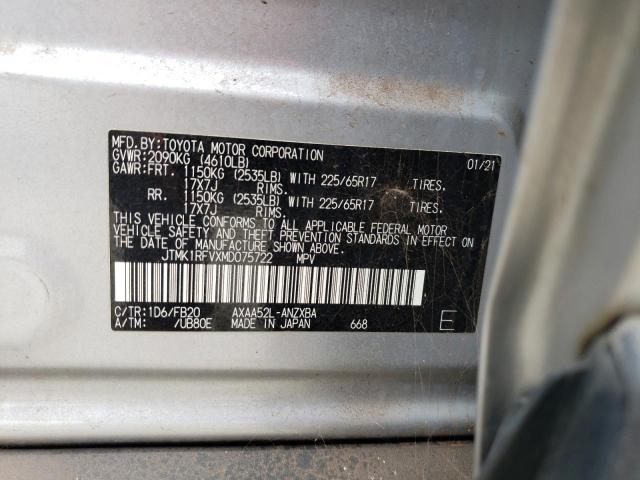 MFD.BY:TOYOTA MOTOR CORPORATION 01/21
GVWR:2090KG (4610LB)
GAWR:FRT. 1150KG (2535LB) WITH 225/65R17 TIRES.
17X7J RIMS.
RR. 1150KG (2535LB) WITH 225/65R17 TIRES.
17X7J RIMS.
THIS VEHICLE CONFORMS TO ALL APPLICABLE FEDERAL MOTOR
VEHICLE SAFETY AND THEFT PREVENTION STANDARDS IN EFFECT
ON THE DATE OF MANUFACTURE SHOWN ABOVE.
JTMK1RFVXMD075722 MPV
C/TR:1D6/FB20 AXAA52L-ANZXBA
A/TM: /UB80E MADE IN JAPAN 668 E